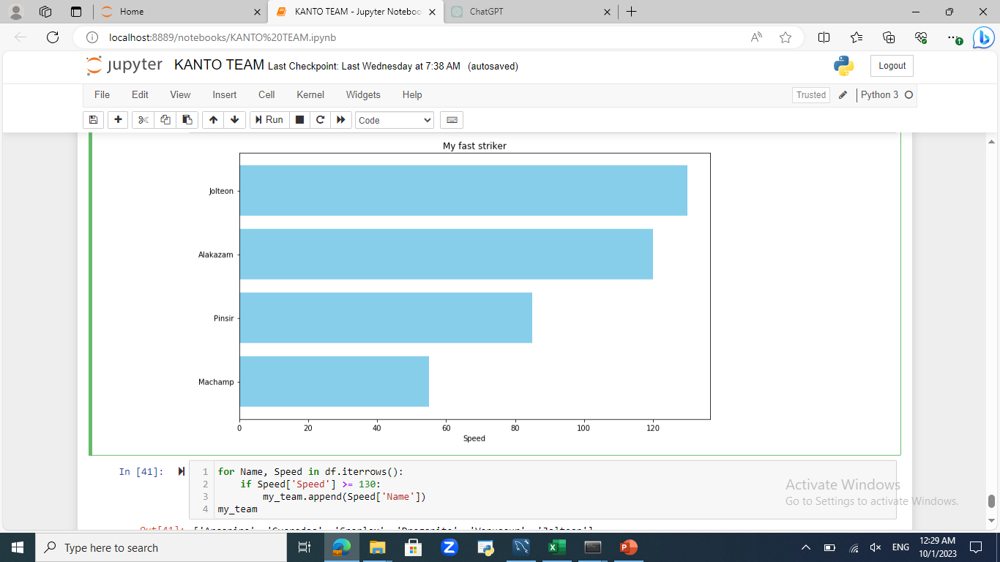 Home
KANTO TEAM - Jupyter Noteboo
ChatGPT
localhost:8889/notebooks/KANTO%20TEAM.ipynb
jupyter KANTO TEAM Last Checkpoint: Last Wednesday at 7:38 AM (autosaved)
Logout
File Edit View Insert Cell Kernel Widgets Help
Trusted
Python 3
Run
Code
My fast striker
Jolteon
Alakazam
Pinsir
Machamp
0 20 40 60 80 100 120
Speed
In [41]:
1 for Name, Speed in df.iterrows():
2 if Speed['Speed'] >= 130:
3 my_team.append(Speed['Name'])
4 my_team
Activate Windows
Go to Settings to activate Windows.
Type here to search
ENG
12:29 AM
10/1/2023